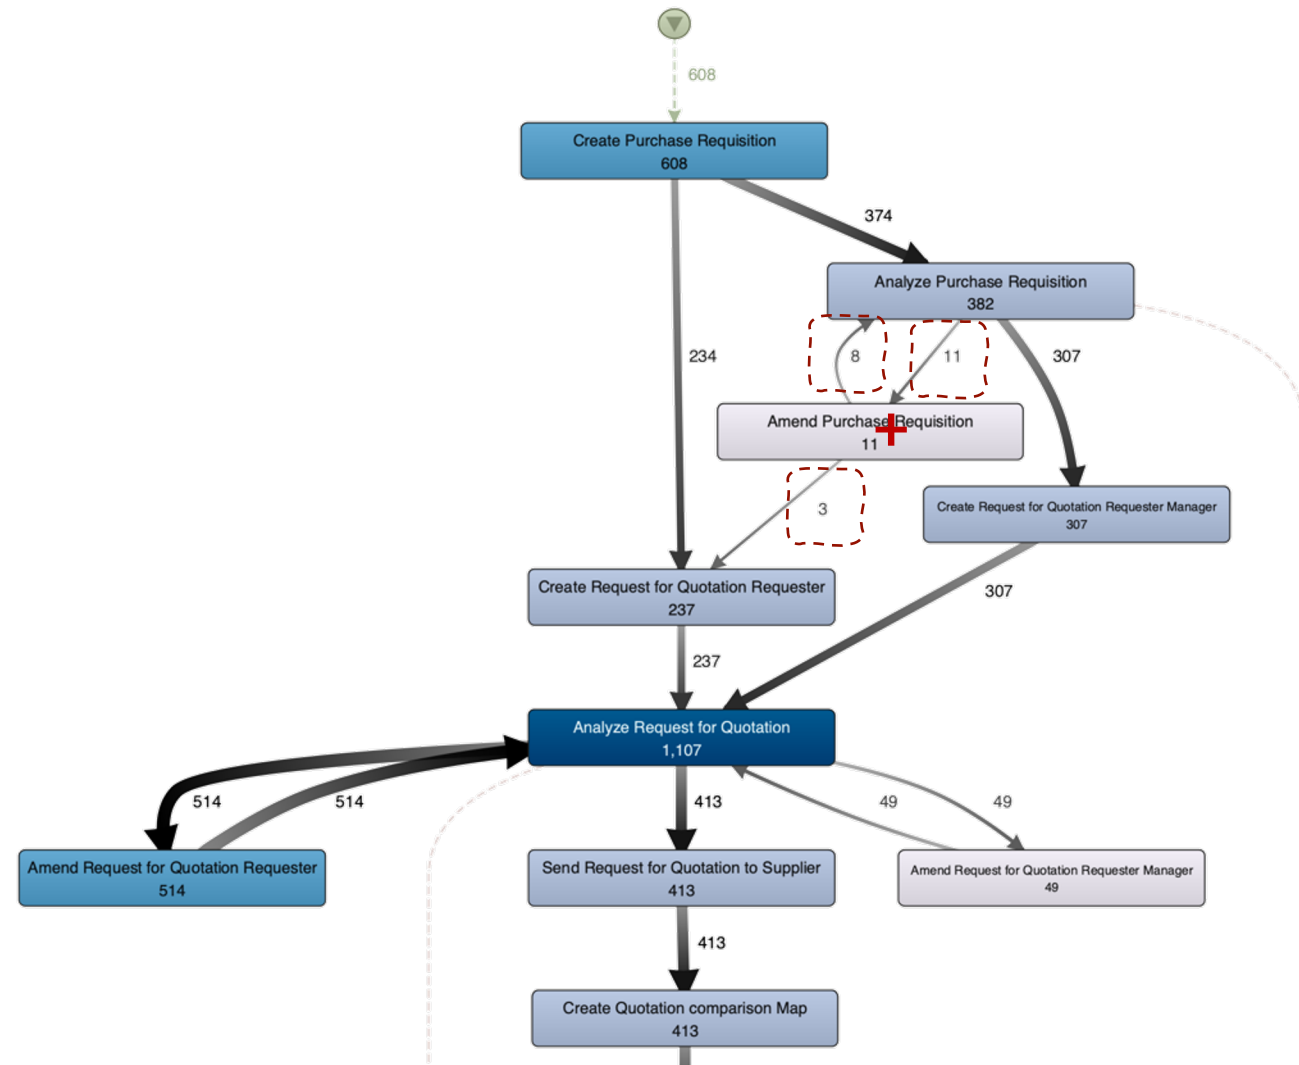 608
Create Purchase Requisition
608
374
Analyze Purchase Requisition
382
234
8
11
307
Amend Purchase Requisition
11
3
Create Request for Quotation Requester Manager
307
Create Request for Quotation Requester
237
307
237
Analyze Request for Quotation
1,107
514
514
413
49
49
Amend Request for Quotation Requester
514
Send Request for Quotation to Supplier
413
Amend Request for Quotation Requester Manager
49
413
Create Quotation comparison Map
413